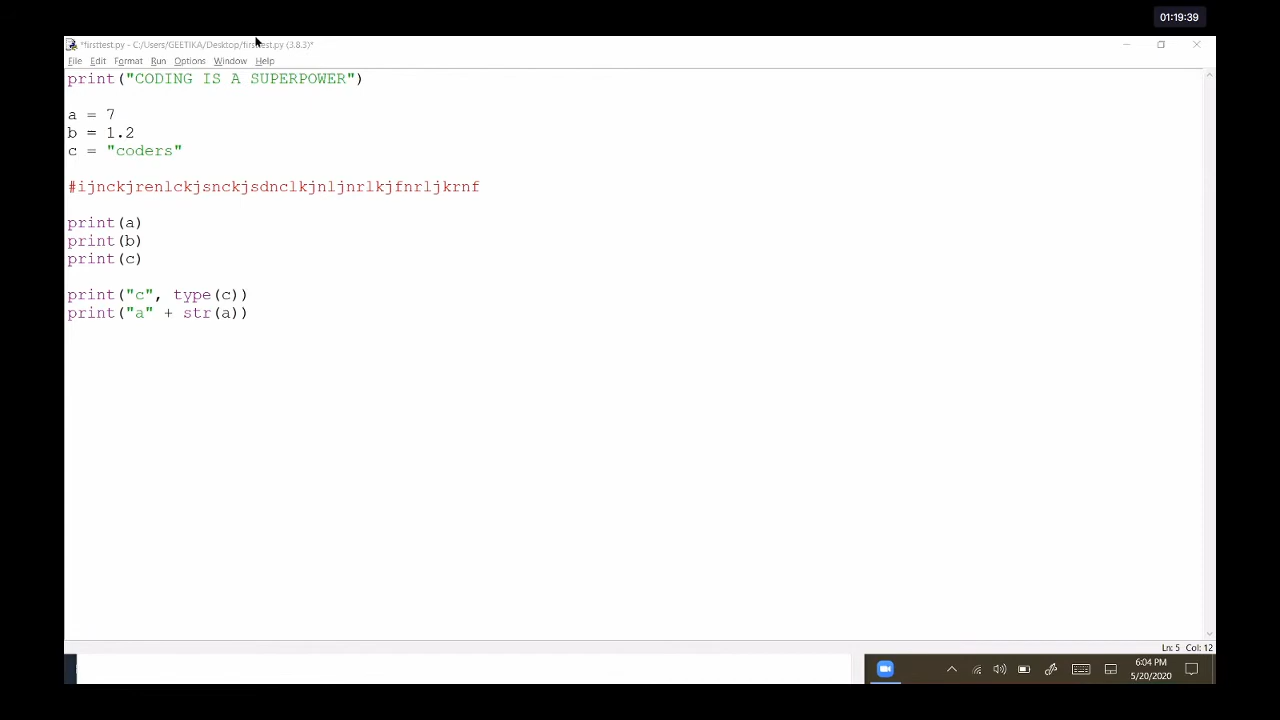 01:19:39
*firsttest.py - C:/Users/GEETIKA/Desktop/firsttest.py (3.8.3)*
File Edit Format Run Options Window Help
print("CODING IS A SUPERPOWER")
a = 7
b = 1.2
c = "coders"
#ijnckjrenlckjsnckjsdnclkjnljnrlkjfnrljkrnf
print(a)
print(b)
print(c)
print("c", type(c))
print("a" + str(a))
Ln: 5 Col: 12
6:04 PM
5/20/2020